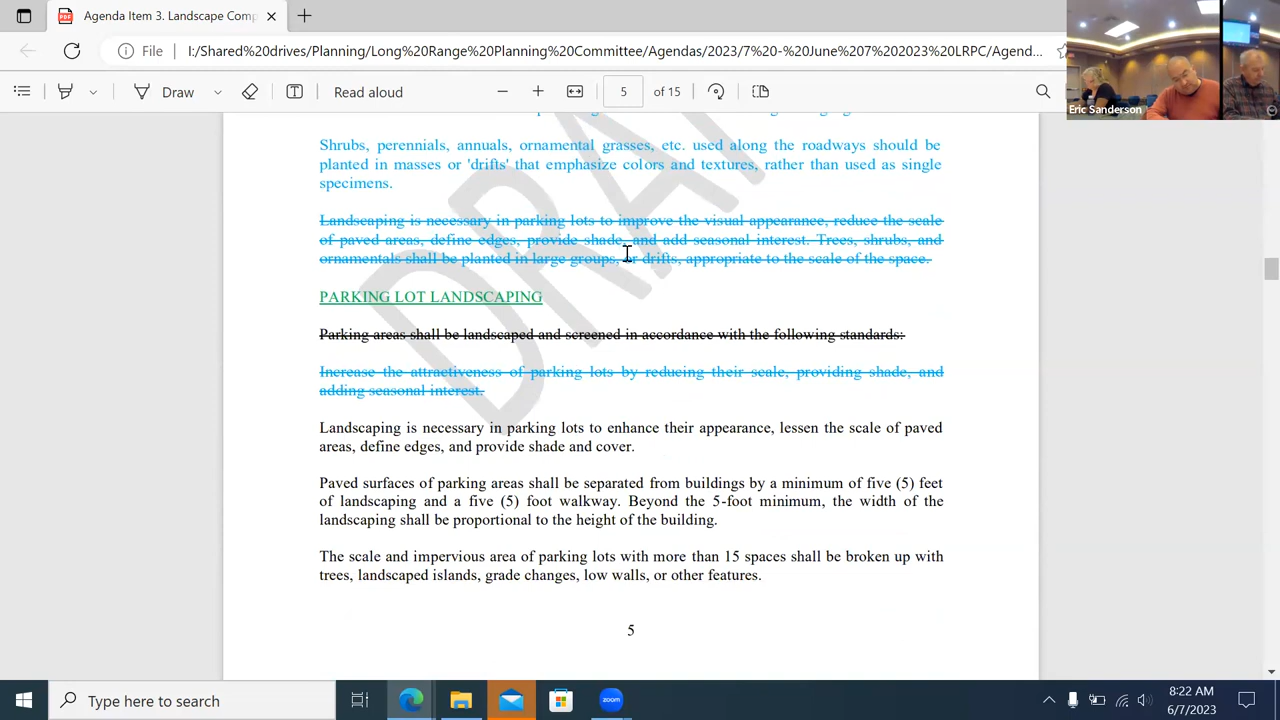 Agenda Item 3. Landscape Com
File
I:/Shared%20drives/Planning/Long%20Range%20Planning%20Committee/Agendas/2023/7%20-%20June%207%202023%20LRPC/Agend...
Draw
Read aloud
5 of 15
Eric Sanderson
Shrubs, perennials, annuals, ornamental grasses, etc. used along the roadways should be
planted in masses or 'drifts' that emphasize colors and textures, rather than used as single
specimens.
Landscaping is necessary in parking lots to improve the visual appearance, reduce the scale
of paved areas, define edges, provide shade, and add seasonal interest. Trees, shrubs, and
ornamentals shall be planted in large groups, or drifts, appropriate to the scale of the space.
PARKING LOT LANDSCAPING
Parking areas shall be landscaped and screened in accordance with the following standards:
Increase the attractiveness of parking lots by reducing their scale, providing shade, and
adding seasonal interest.
Landscaping is necessary in parking lots to enhance their appearance, lessen the scale of paved
areas, define edges, and provide shade and cover.
Paved surfaces of parking areas shall be separated from buildings by a minimum of five (5) feet
of landscaping and a five (5) foot walkway. Beyond the 5-foot minimum, the width of the
landscaping shall be proportional to the height of the building.
The scale and impervious area of parking lots with more than 15 spaces shall be broken up with
trees, landscaped islands, grade changes, low walls, or other features.
5
DRAF
Type here to search
zoom
8:22 AM
6/7/2023